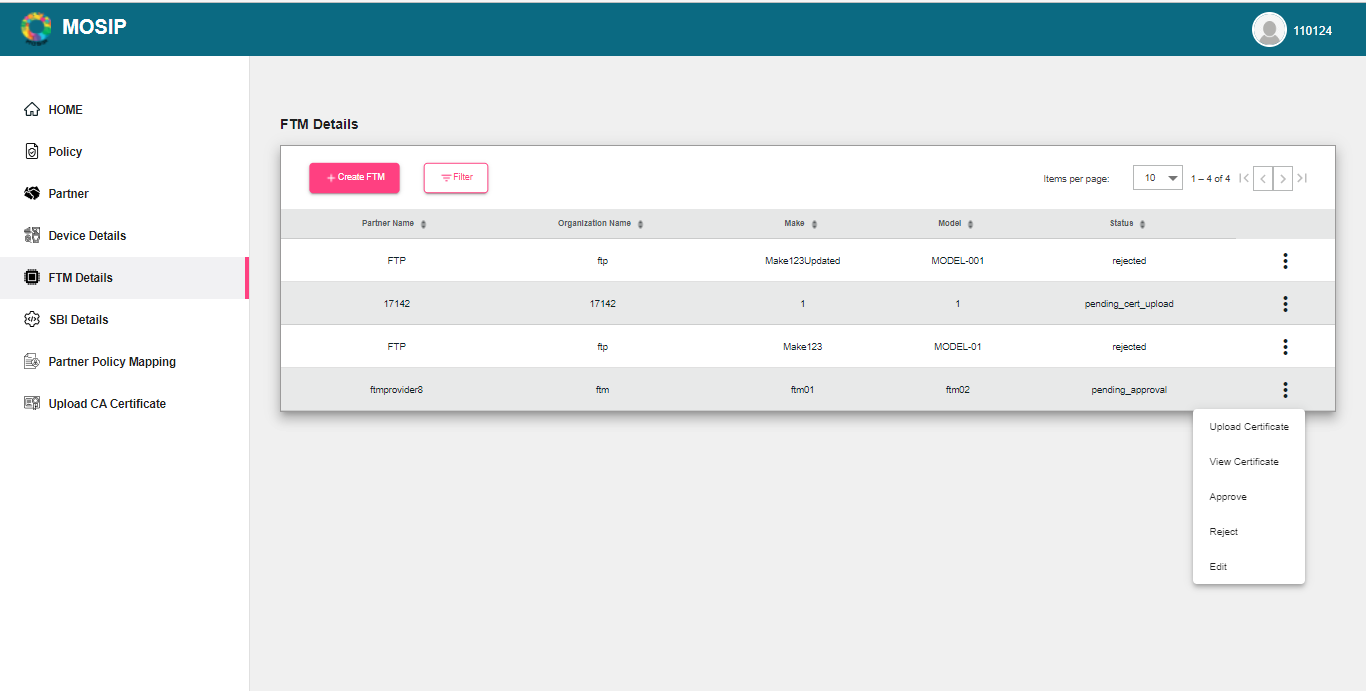 MOSIP
110124
HOME
Policy
Partner
Device Details
FTM Details
SBI Details
Partner Policy Mapping
Upload CA Certificate
FTM Details
+ Create FTM
Filter
Items per page: 10 1 – 4 of 4
Partner Name Organization Name Make Model Status
FTP ftp Make123Updated MODEL-001 rejected
17142 17142 1 1 pending_cert_upload
FTP ftp Make123 MODEL-01 rejected
ftmprovider8 ftm ftm01 ftm02 pending_approval
Upload Certificate
View Certificate
Approve
Reject
Edit